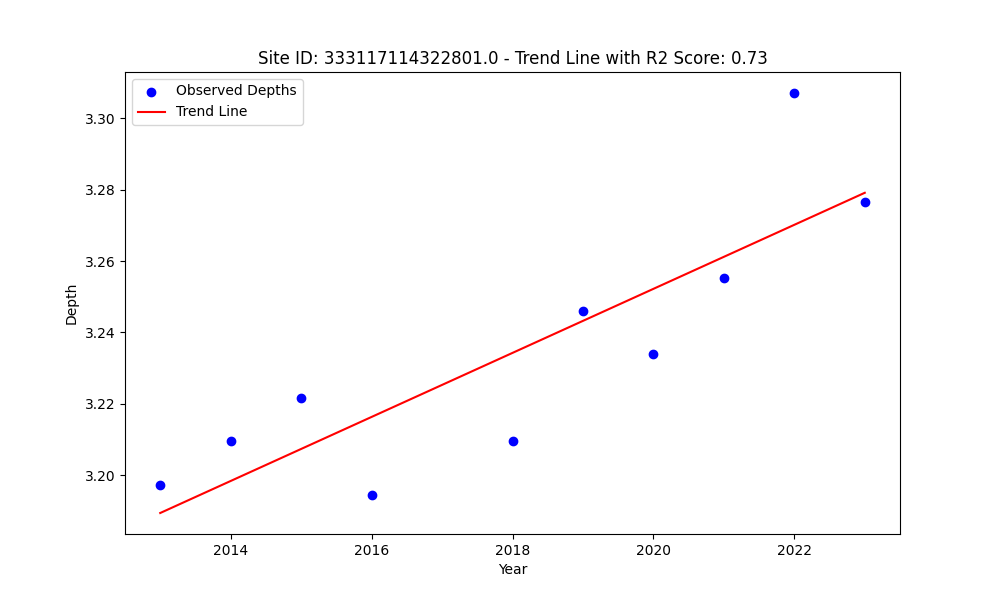 Site ID: 333117114322801.0 - Trend Line with R2 Score: 0.73
Observed Depths
Trend Line
3.30
3.28
3.26
3.24
3.22
3.20
Depth
2014 2016 2018 2020 2022
Year